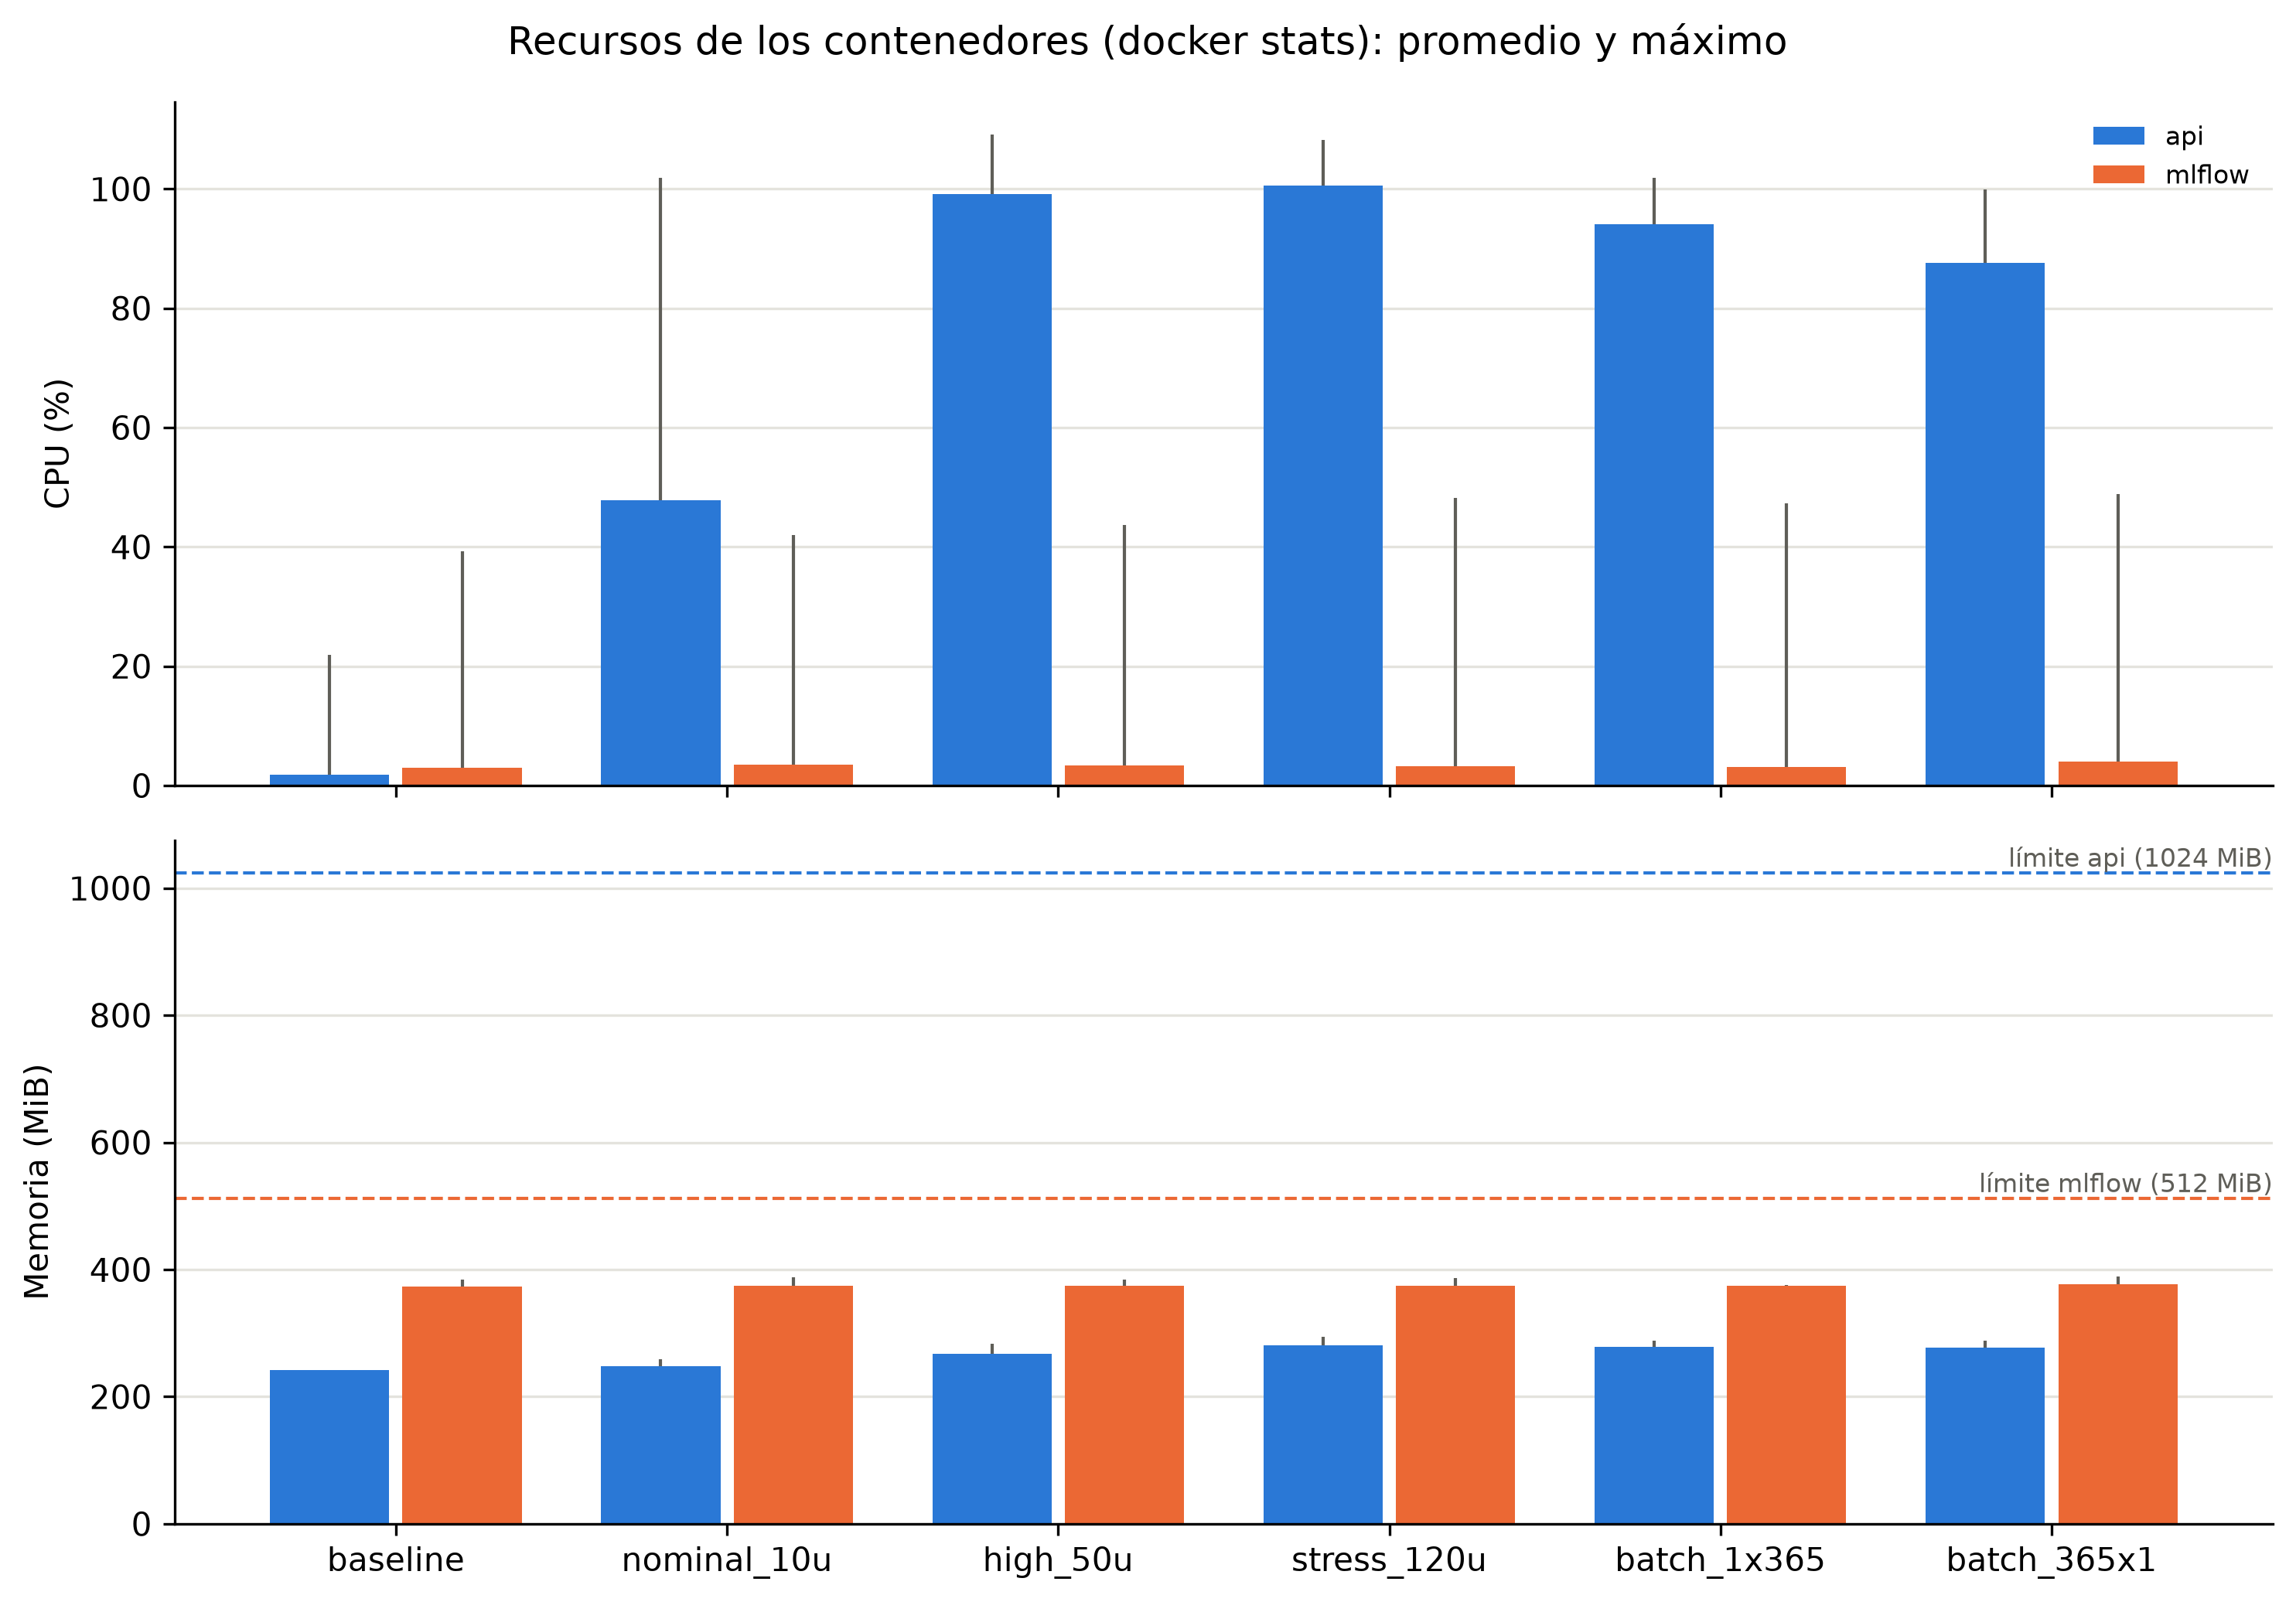 Recursos de los contenedores (docker stats): promedio y máximo
api
mlflow
CPU (%)
100
80
60
40
20
0
límite api (1024 MiB)
límite mlflow (512 MiB)
Memoria (MiB)
1000
800
600
400
200
0
baseline
nominal_10u
high_50u
stress_120u
batch_1x365
batch_365x1